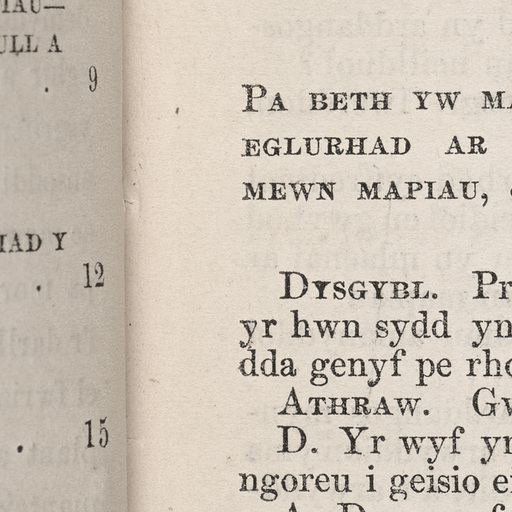 IAU—
ULL A
9
IAD Y
12
15
PA BETH YW MA
EGLURHAD AR
MEWN MAPIAU,
DYSGYBL. Pr
yr hwn sydd yn
dda genyf pe rho
ATHRAW. Gw
D. Yr wyf yn
ngoreu i geisio e